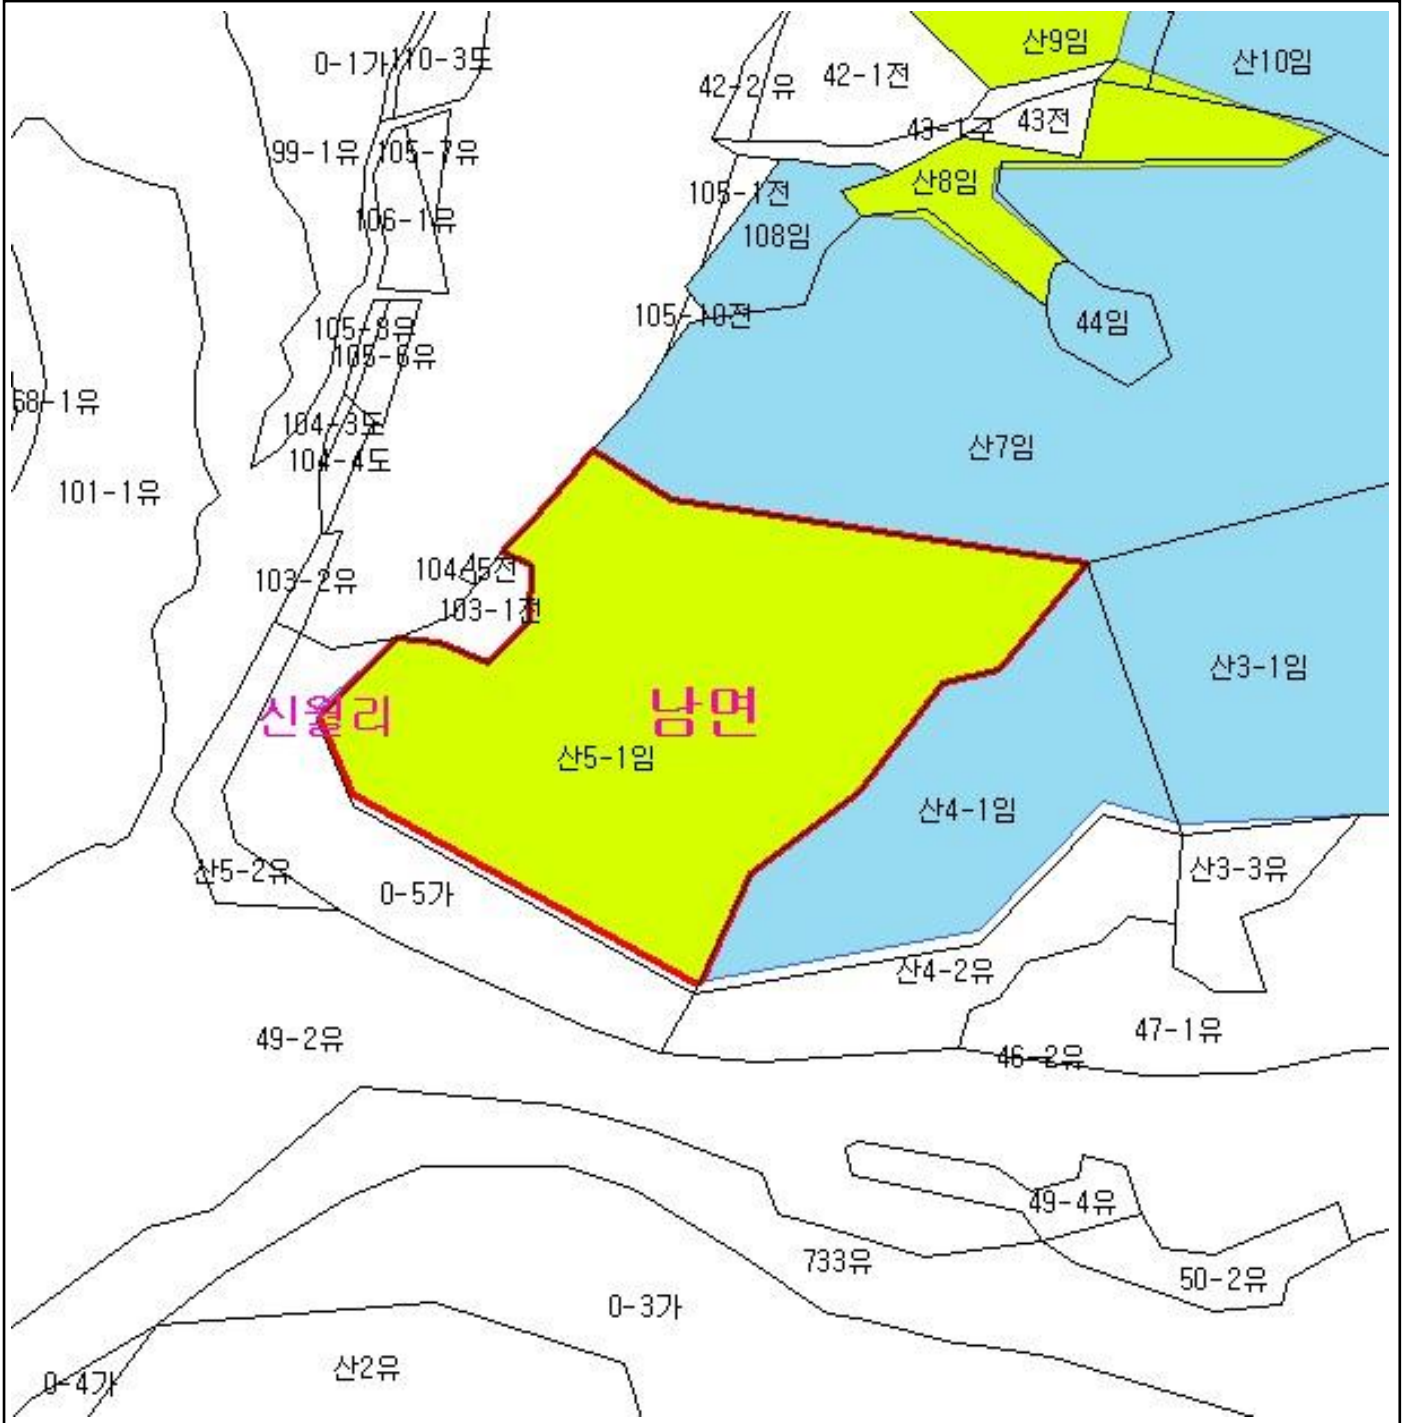 산9임
산10임
0-1가
110-3도
42-1전
42-2유
43전
43-1구
99-1유
105-7유
산8임
105-1전
106-1유
108임
105-10전
44임
105-8유
105-6유
68-1유
104-3도
산7임
104-4도
101-1유
104-5전
103-2유
103-1전
산3-1임
신월리
남면
산5-1임
산4-1임
산5-2유
산3-3유
0-5가
산4-2유
49-2유
47-1유
46-2유
49-4유
733유
50-2유
0-3가
산2유
0-4가